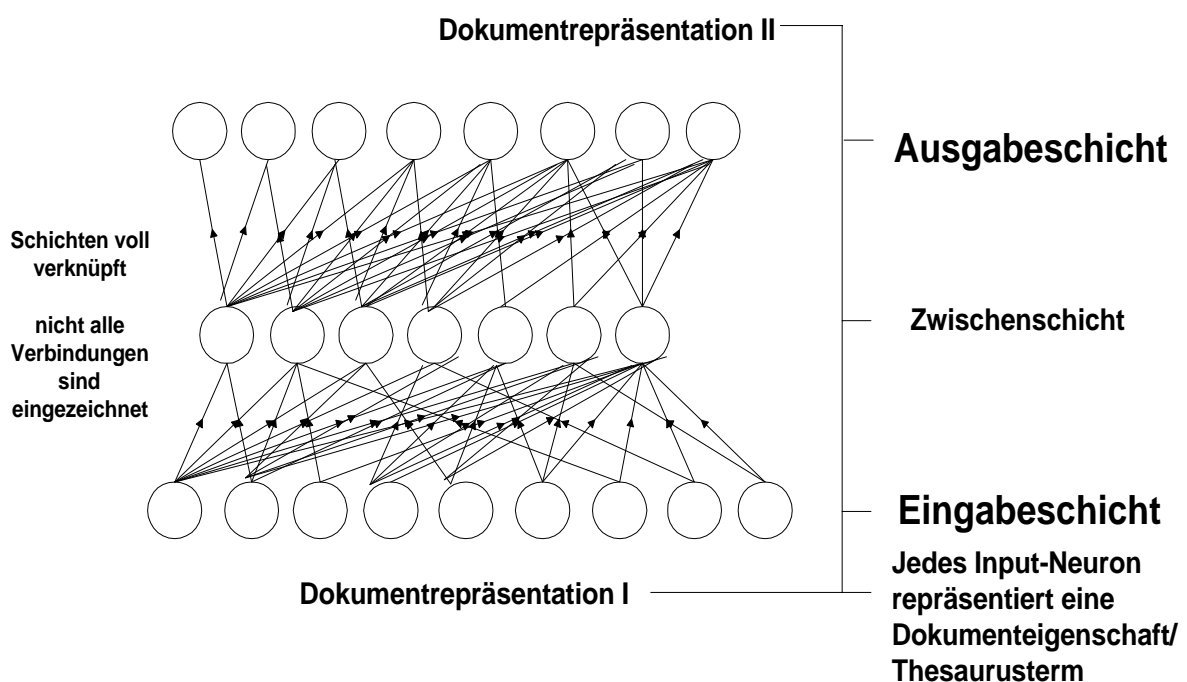 Dokumentrepräsentation II
Ausgabeschicht
Schichten voll
verknüpft
nicht alle
Verbindungen
sind
eingezeichnet
Zwischenschicht
Eingabeschicht
Jedes Input-Neuron
repräsentiert eine
Dokumenteigenschaft/
Thesaurusterm
Dokumentrepräsentation I